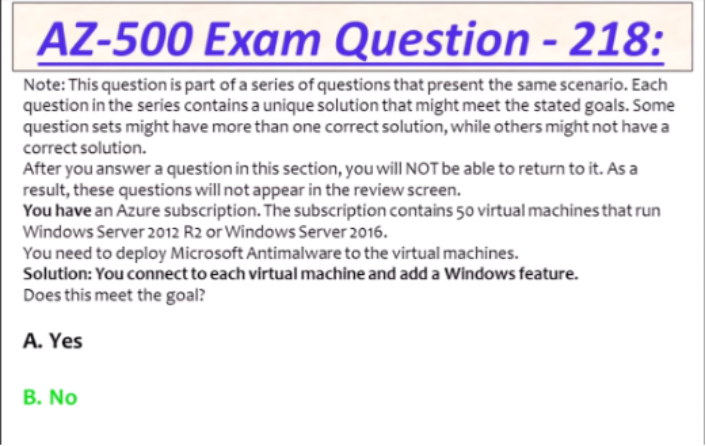 AZ-500 Exam Question - 218:
Note: This question is part of a series of questions that present the same scenario. Each
question in the series contains a unique solution that might meet the stated goals. Some
question sets might have more than one correct solution, while others might not have a
correct solution.
After you answer a question in this section, you will NOT be able to return to it. As a
result, these questions will not appear in the review screen.
You have an Azure subscription. The subscription contains 50 virtual machines that run
Windows Server 2012 R2 or Windows Server 2016.
You need to deploy Microsoft Antimalware to the virtual machines.
Solution: You connect to each virtual machine and add a Windows feature.
Does this meet the goal?
A. Yes
B. No